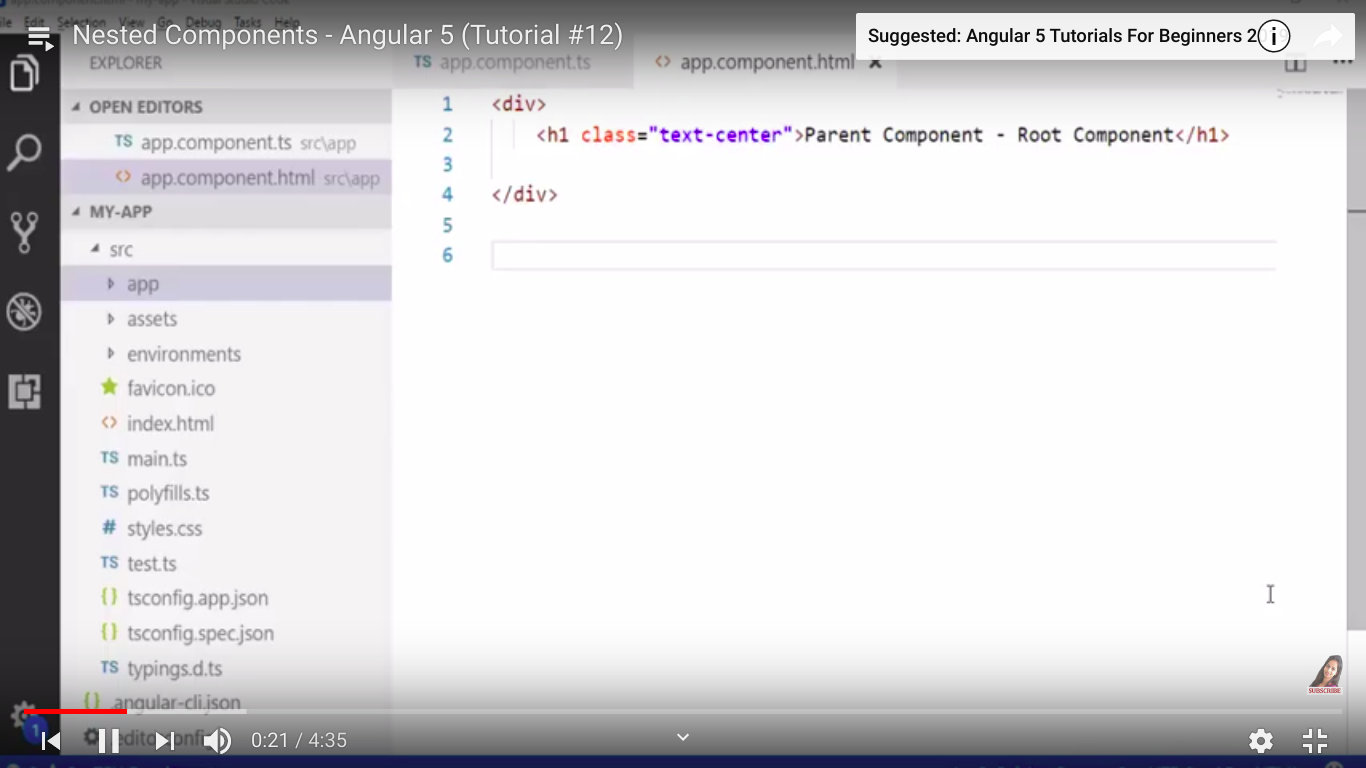 File Edit Selection View Go Debug Tasks Help
Nested Components - Angular 5 (Tutorial #12)
Suggested: Angular 5 Tutorials For Beginners 2
EXPLORER
TS app.component.ts
<> app.component.html ×
OPEN EDITORS
TS app.component.ts src\app
<> app.component.html src\app
MY-APP
src
app
assets
environments
favicon.ico
<> index.html
TS main.ts
TS polyfills.ts
# styles.css
TS test.ts
{} tsconfig.app.json
{} tsconfig.spec.json
TS typings.d.ts
{} .angular-cli.json
.editorconfig
1 <div>
2 <h1 class="text-center">Parent Component - Root Component</h1>
3
4 </div>
5
6
SUBSCRIBE
1
0:21 / 4:35